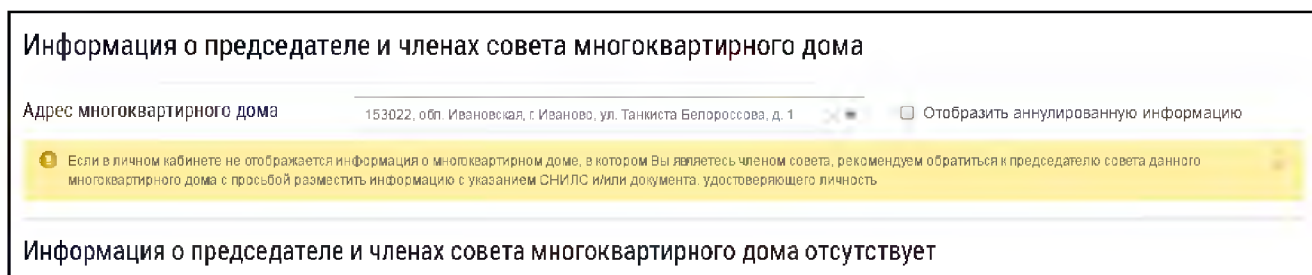 Информация о председателе и членах совета многоквартирного дома
Адрес многоквартирного дома 153022, обл. Ивановская, г. Иваново, ул. Танкиста Белороссова, д. 1 Отобразить аннулированную информацию
Если в личном кабинете не отображается информация о многоквартирном доме, в котором Вы являетесь членом совета, рекомендуем обратиться к председателю совета данного
многоквартирного дома с просьбой разместить информацию с указанием СНИЛС и/или документа, удостоверяющего личность
Информация о председателе и членах совета многоквартирного дома отсутствует